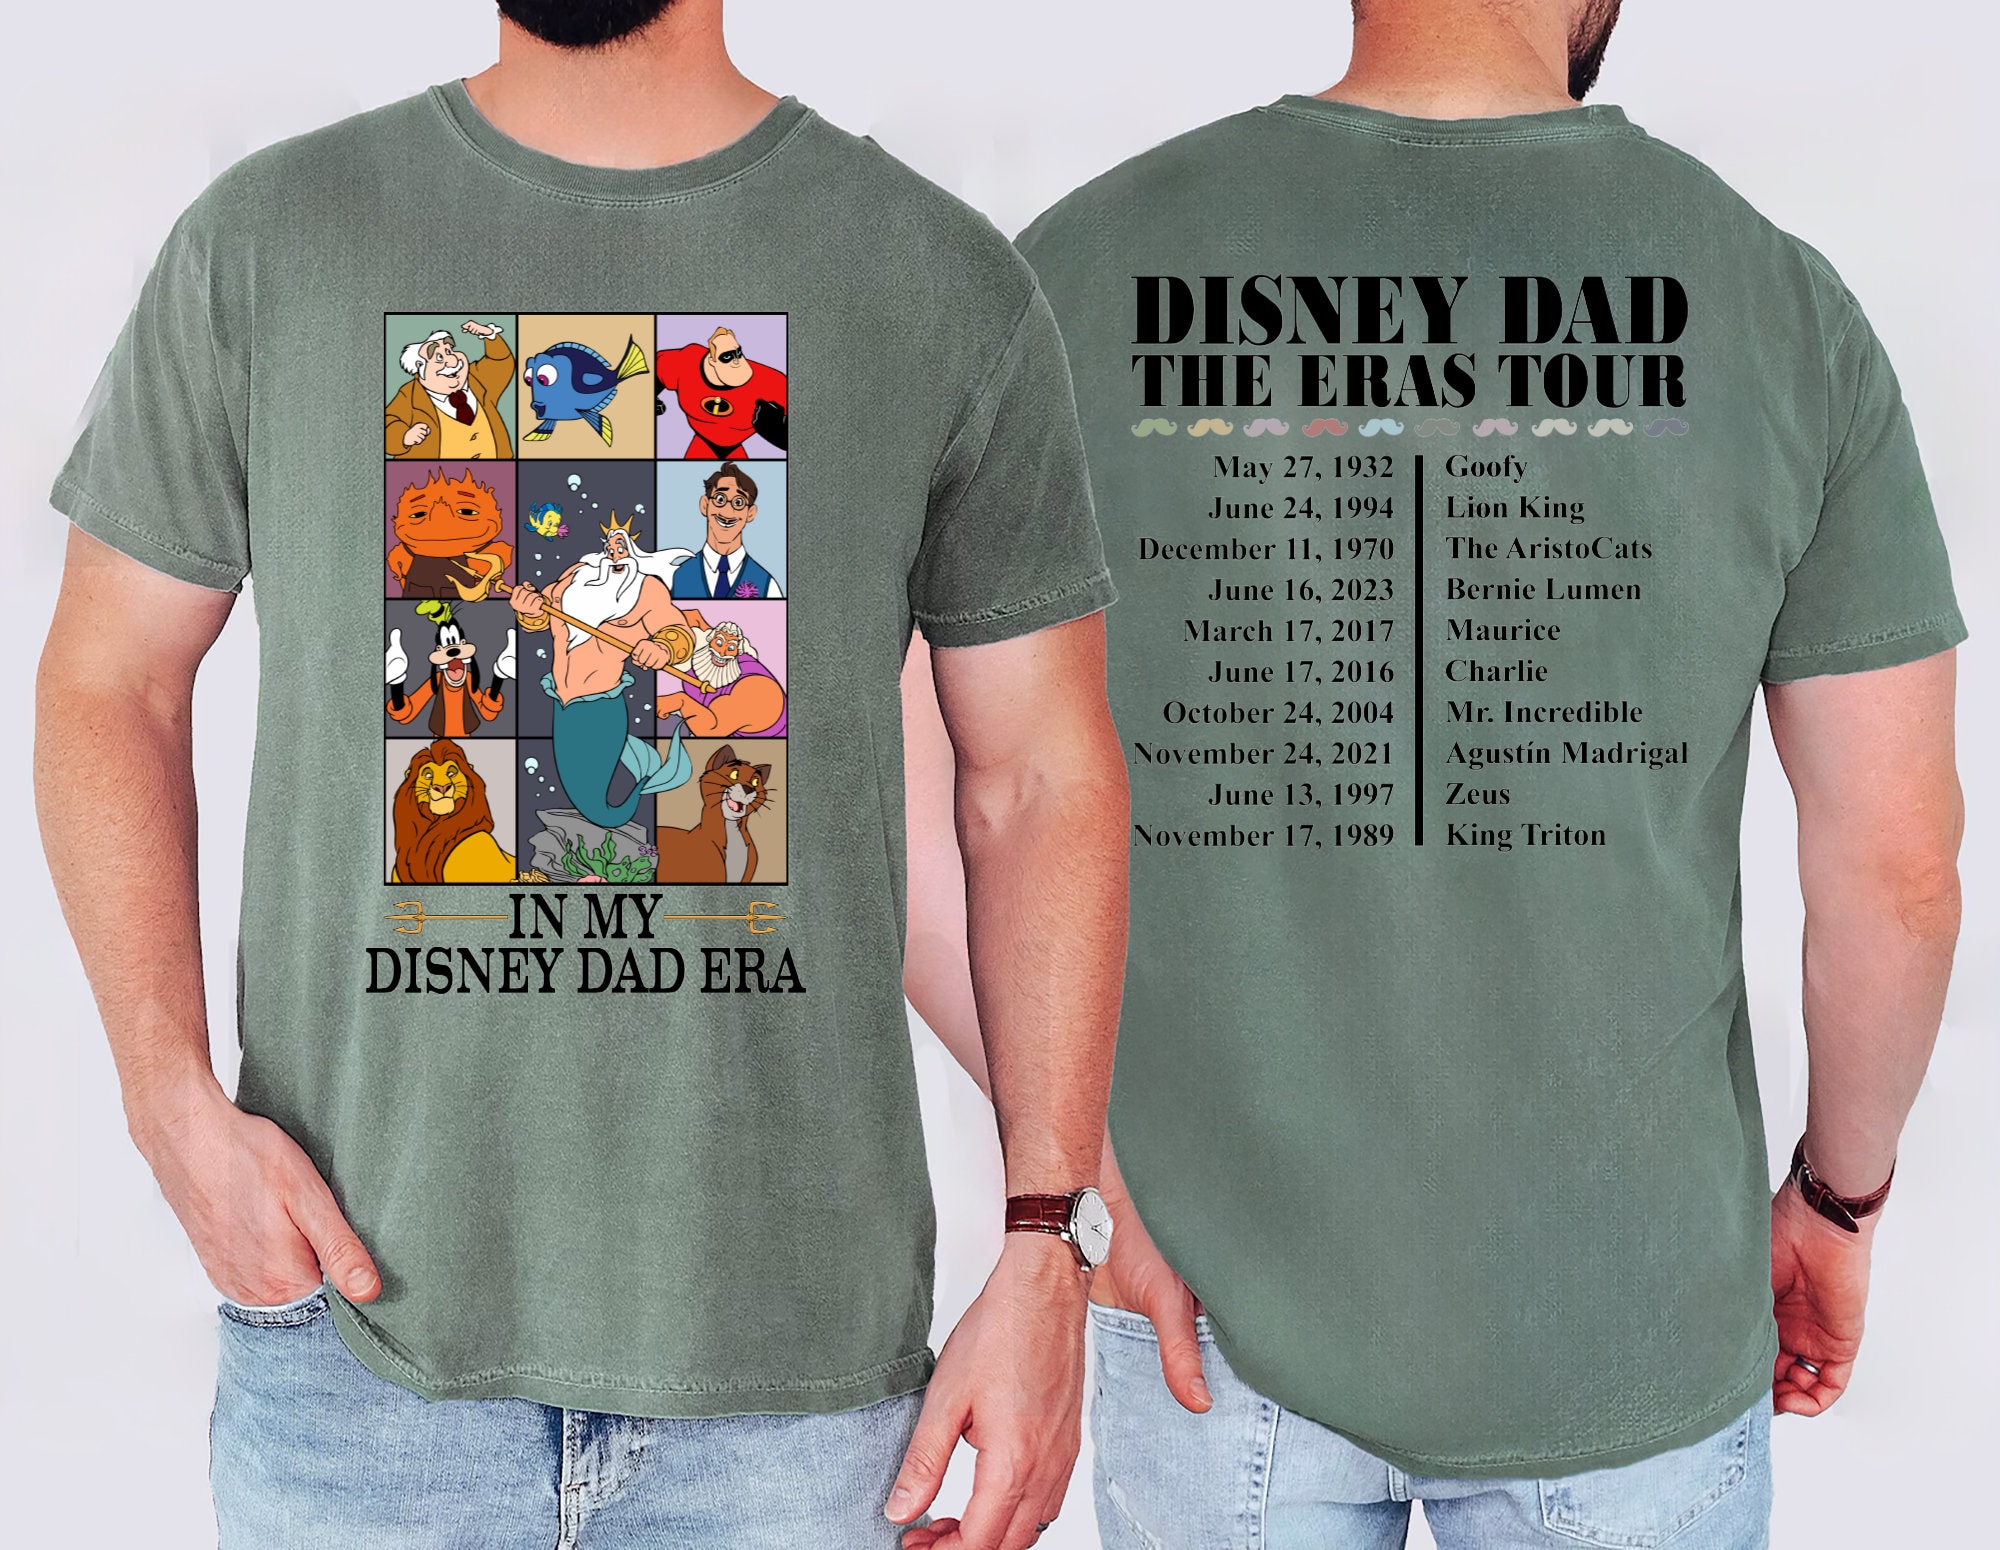 IN MY
DISNEY DAD ERA
DISNEY DAD
THE ERAS TOUR
May 27, 1932 Goofy
June 24, 1994 Lion King
December 11, 1970 The AristoCats
June 16, 2023 Bernie Lumen
March 17, 2017 Maurice
June 17, 2016 Charlie
October 24, 2004 Mr. Incredible
November 24, 2021 Agustín Madrigal
June 13, 1997 Zeus
November 17, 1989 King Triton